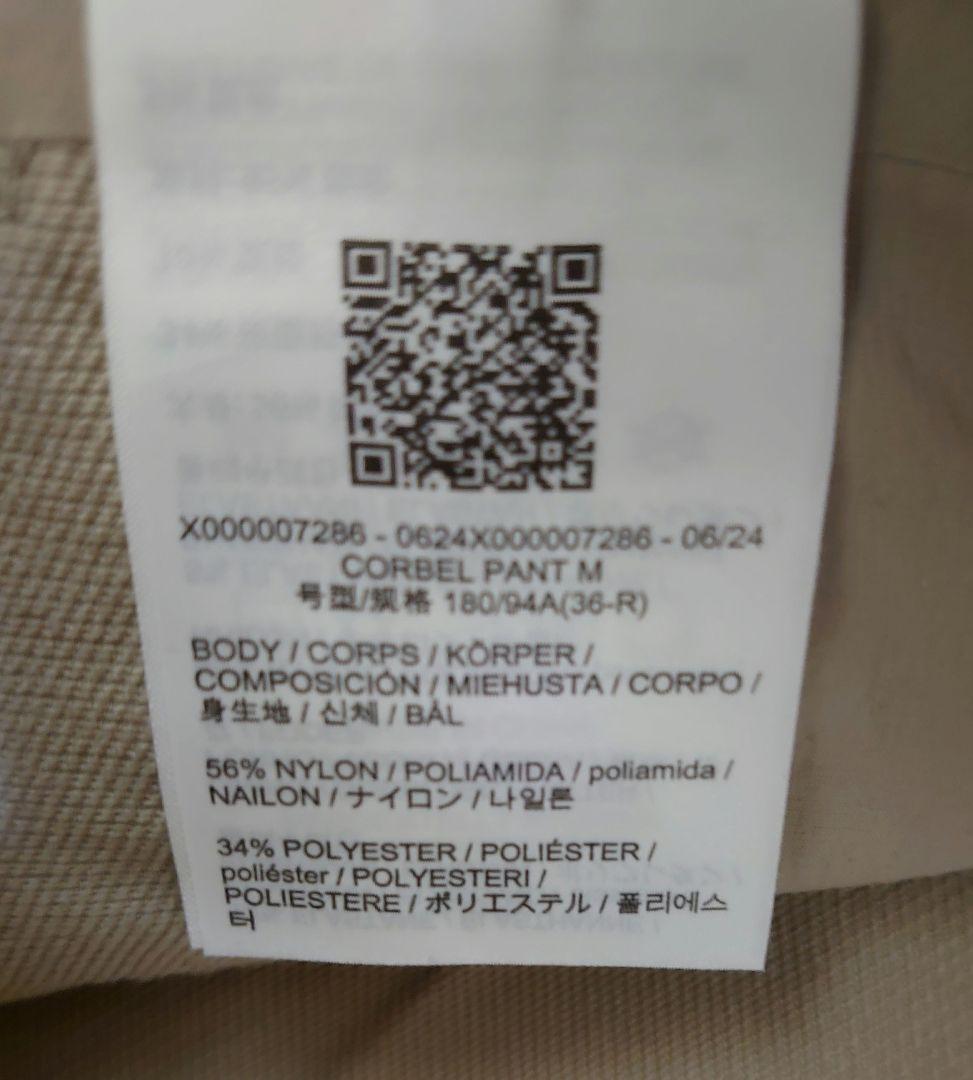 X000007286 - 0624X000007286 - 06/24
CORBEL PANT M
号型/规格 180/94A(36-R)
BODY / CORPS / KÖRPER /
COMPOSICIÓN / MIEHUSTA / CORPO /
身生地 / 신체 / BÅL
56% NYLON / POLIAMIDA / poliamida /
NAILON / ナイロン / 나일론
34% POLYESTER / POLIÉSTER /
poliéster / POLYESTERI /
POLIESTERE / ポリエステル / 폴리에스
터